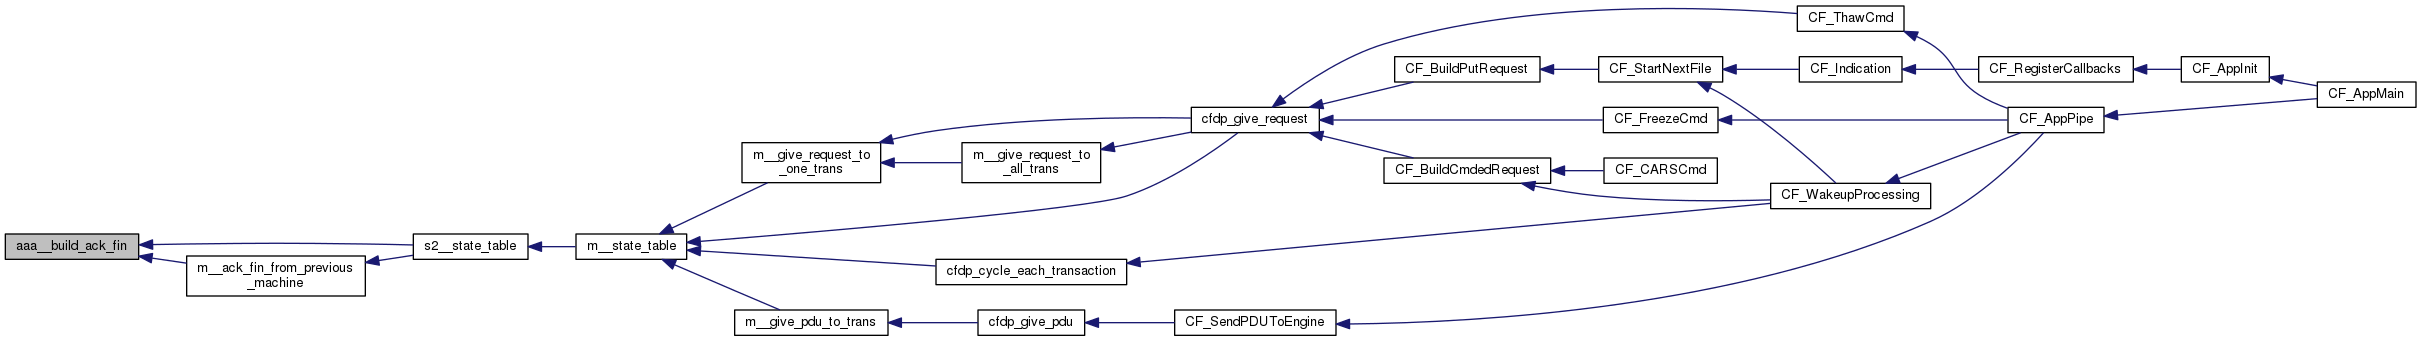 aaa__build_ack_fin
m__ack_fin_from_previous
_machine
s2__state_table
m__state_table
m__give_request_to
_one_trans
m__give_request_to
_all_trans
cfdp_give_request
cfdp_cycle_each_transaction
m__give_pdu_to_trans
cfdp_give_pdu
CF_SendPDUToEngine
CF_ThawCmd
CF_BuildPutRequest
CF_StartNextFile
CF_Indication
CF_RegisterCallbacks
CF_AppInit
CF_AppMain
CF_FreezeCmd
CF_AppPipe
CF_BuildCmdedRequest
CF_CARSCmd
CF_WakeupProcessing